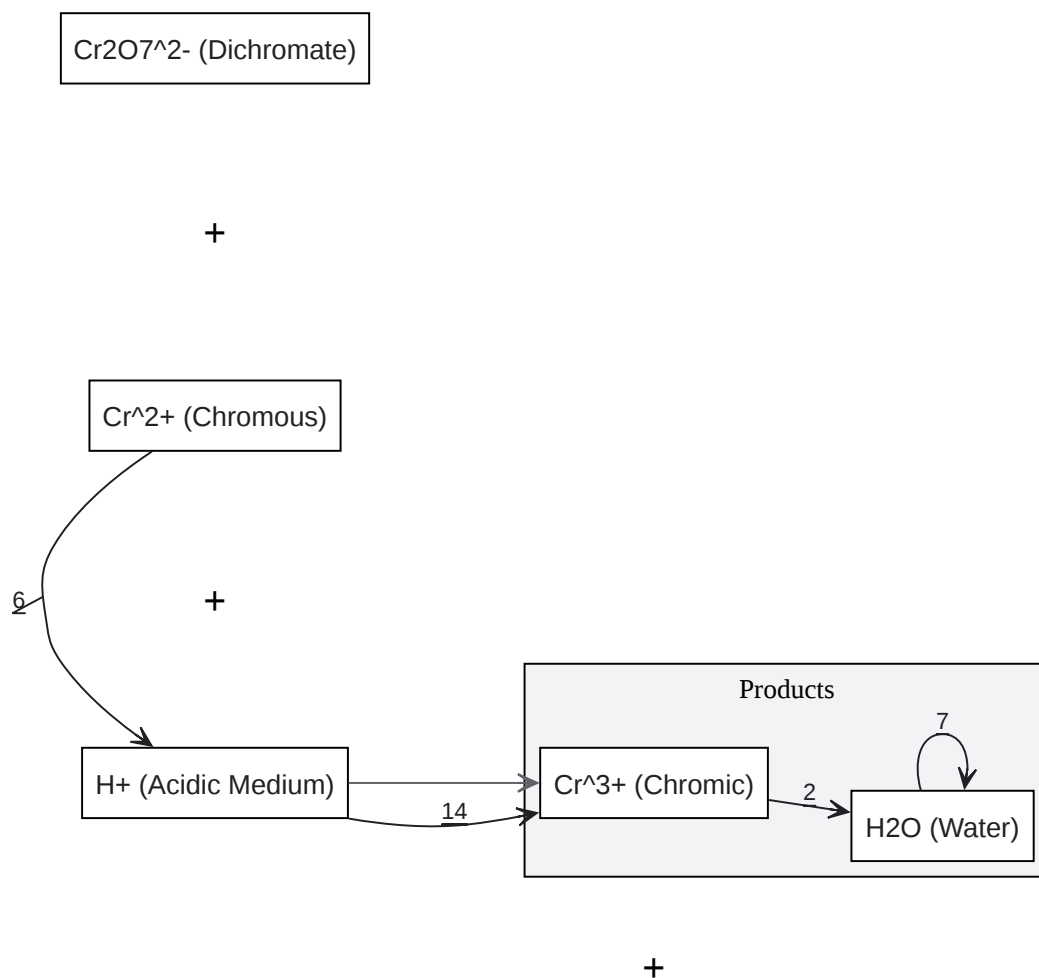 Cr2O7^2- (Dichromate)
+
Cr^2+ (Chromous)
6
+
Products
7
H+ (Acidic Medium)
Cr^3+ (Chromic)
2
14
H2O (Water)
+